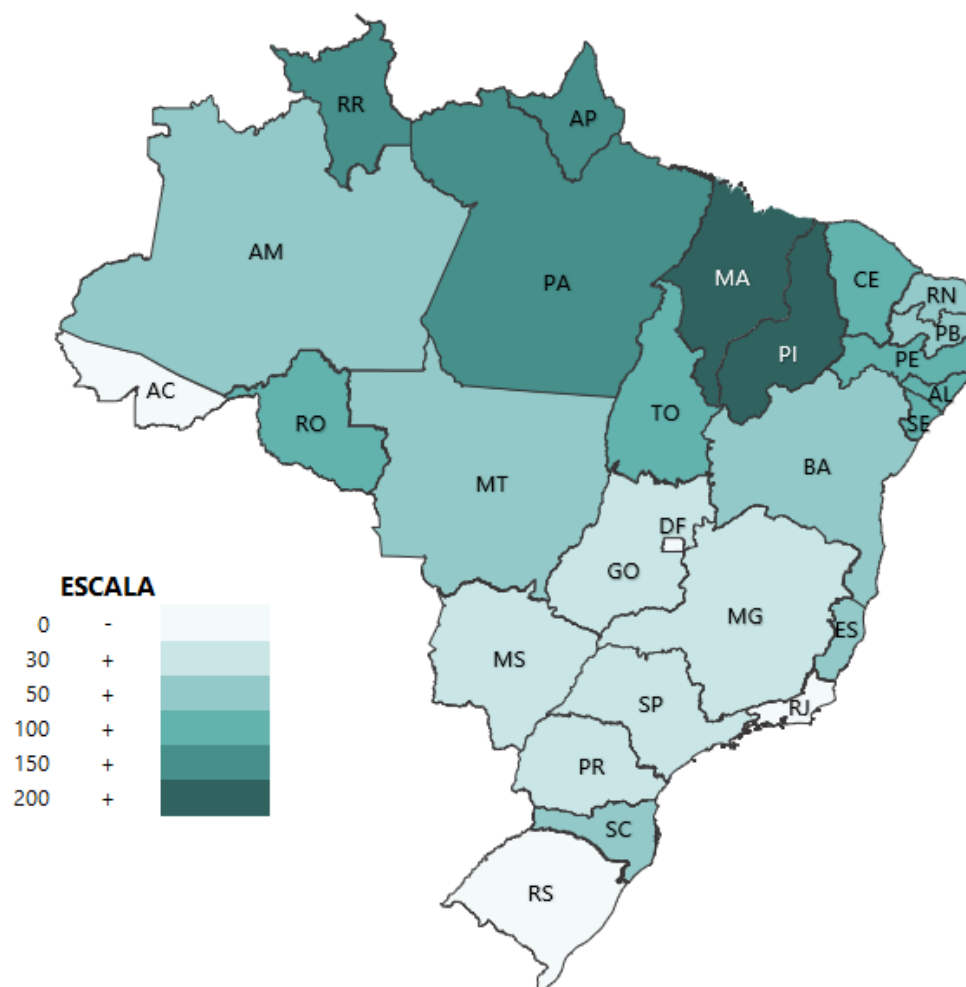 RR
AP
AM
PA
MA
CE
RN
PB
PI
PE
AC
AL
TO
SE
RO
BA
MT
DF
GO
ESCALA
MG
0 -
ES
30 +
MS
50 +
SP
RJ
100 +
150 +
PR
200 +
SC
RS